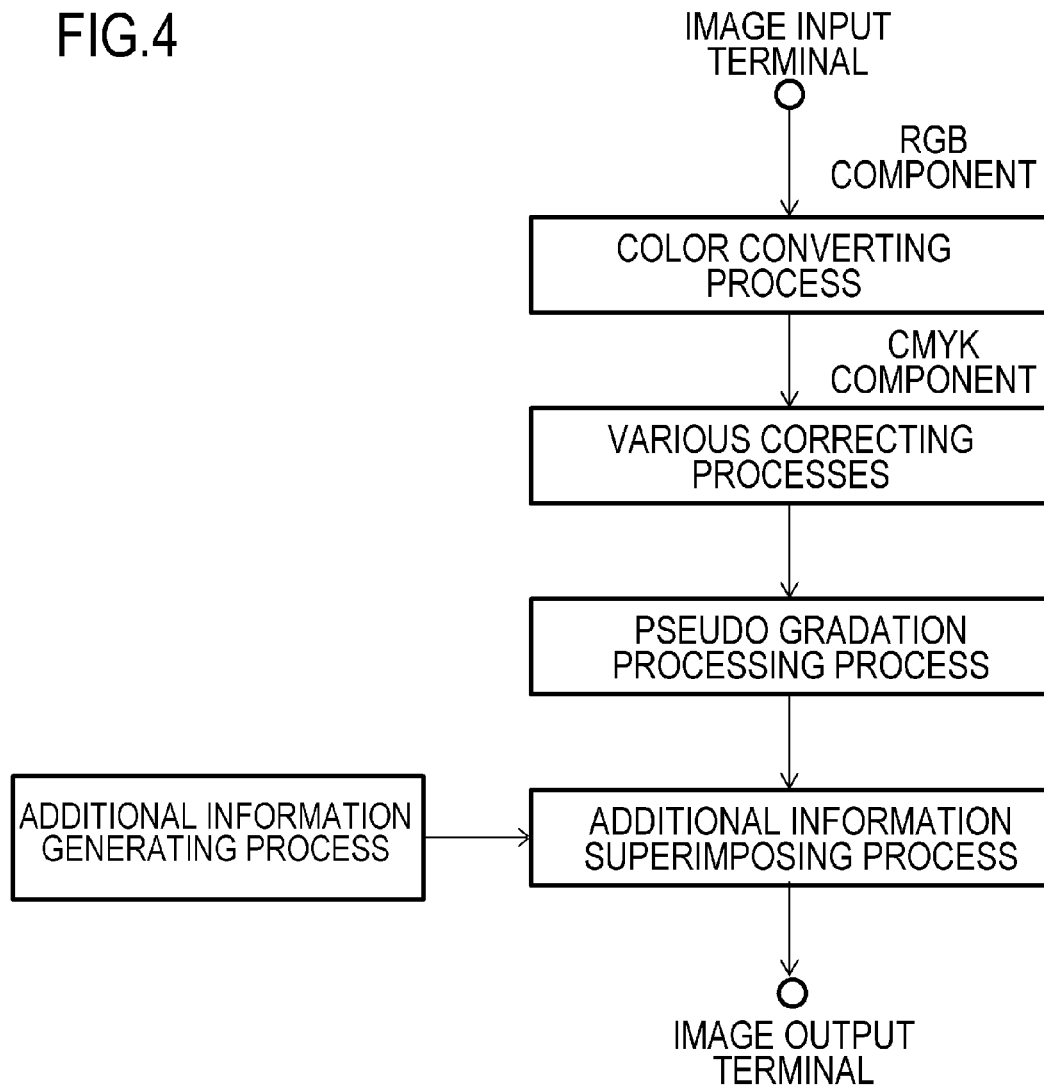 FIG.4
IMAGE INPUT
TERMINAL
RGB
COMPONENT
COLOR CONVERTING
PROCESS
CMYK
COMPONENT
VARIOUS CORRECTING
PROCESSES
PSEUDO GRADATION
PROCESSING PROCESS
ADDITIONAL INFORMATION
GENERATING PROCESS
ADDITIONAL INFORMATION
SUPERIMPOSING PROCESS
IMAGE OUTPUT
TERMINAL